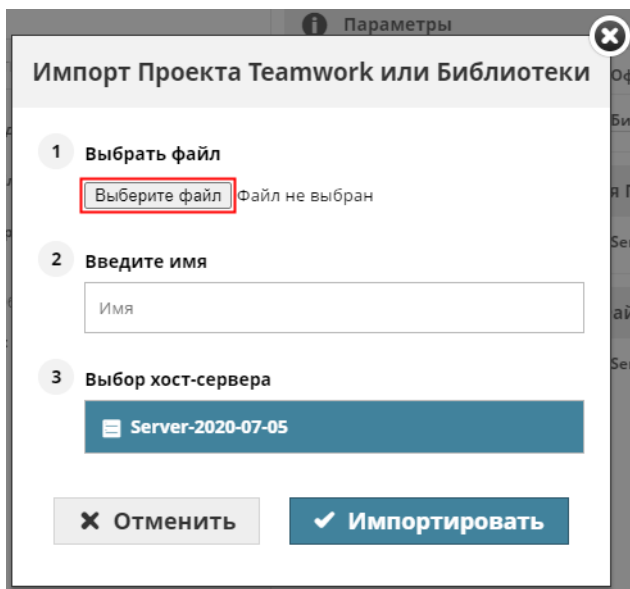 Параметры
Импорт Проекта Teamwork или Библиотеки
1 Выбрать файл
Выберите файл Файл не выбран
2 Введите имя
Имя
3 Выбор хост-сервера
Server-2020-07-05
Отменить Импортировать